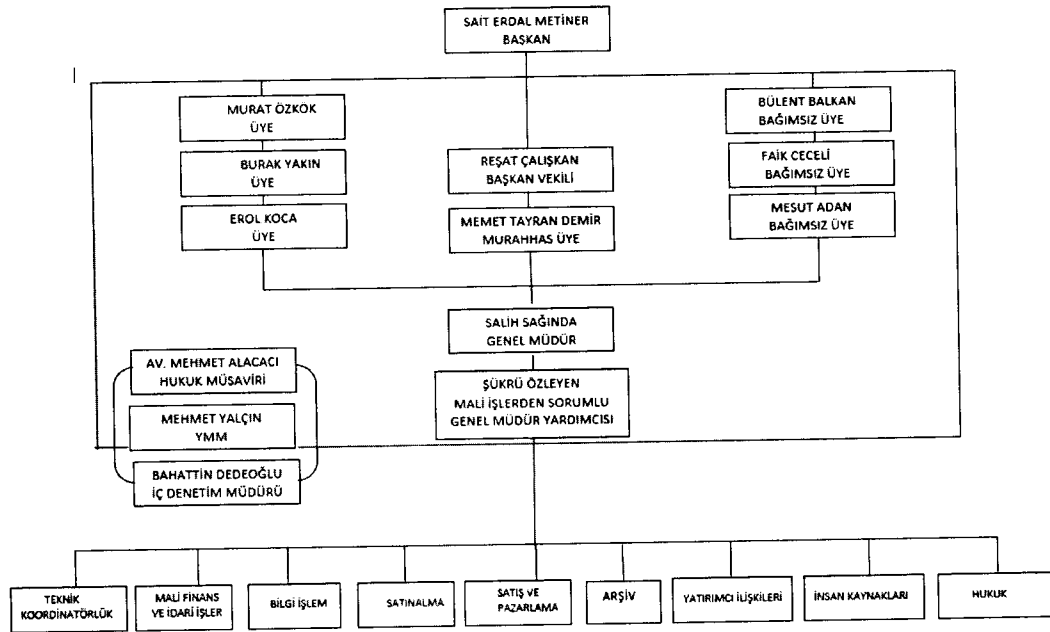 SAİT ERDAL METİNER
BAŞKAN
MURAT ÖZKÖK
ÜYE
BURAK YAKIN
ÜYE
EROL KOCA
ÜYE
REŞAT ÇALIŞKAN
BAŞKAN VEKİLİ
MEMET TAYRAN DEMİR
MURAHHAS ÜYE
BÜLENT BALKAN
BAĞIMSIZ ÜYE
FAİK CECELİ
BAĞIMSIZ ÜYE
MESUT ADAN
BAĞIMSIZ ÜYE
SALİH SAĞINDA
GENEL MÜDÜR
ŞÜKRÜ ÖZLEYEN
MALİ İŞLERDEN SORUMLU
GENEL MÜDÜR YARDIMCISI
AV. MEHMET ALACACI
HUKUK MÜSAVİRİ
MEHMET YALÇIN
YMM
BAHATTİN DEDEOĞLU
İÇ DENETİM MÜDÜRÜ
TEKNİK
KOORDİNATÖRLÜK
MALİ FİNANS
VE İDARİ İŞLER
BİLGİ İŞLEM
SATINALMA
SATIŞ VE
PAZARLAMA
ARŞİV
YATIRIMCI İLİŞKİLERİ
İNSAN KAYNAKLARI
HUKUK